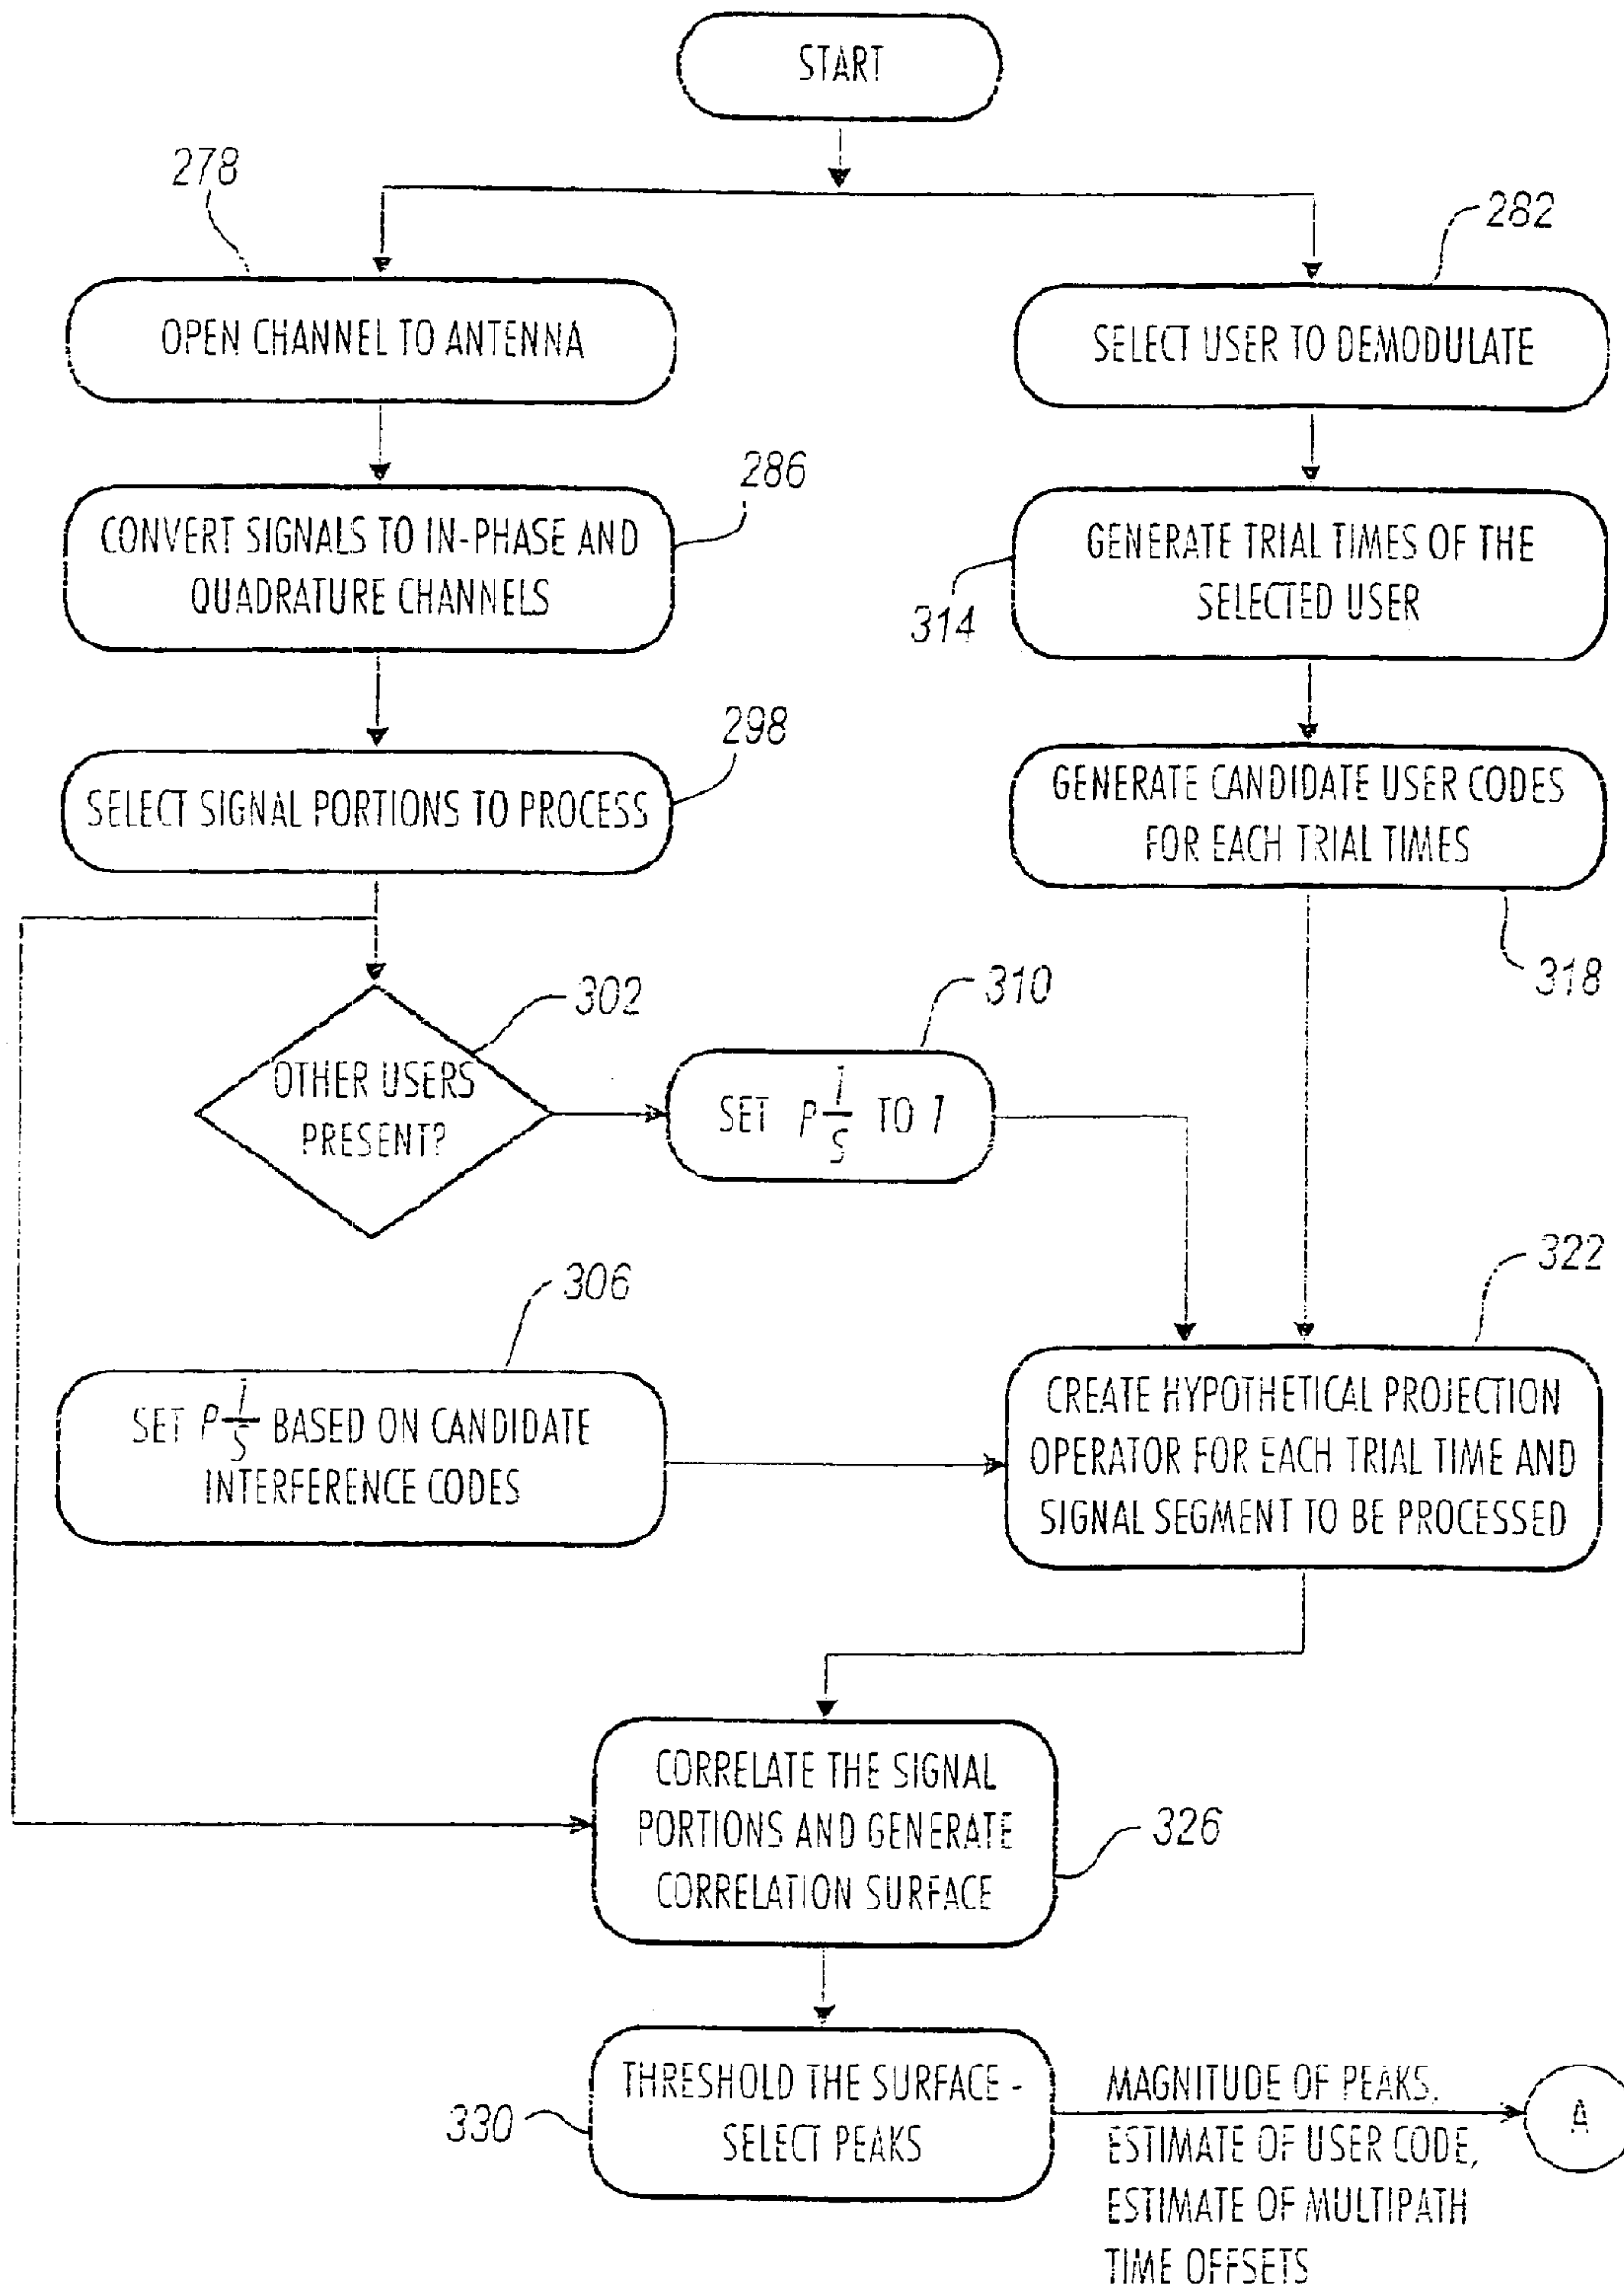 START
278
282
OPEN CHANNEL TO ANTENNA
SELECT USER TO DEMODULATE
286
CONVERT SIGNALS TO IN-PHASE AND
QUADRATURE CHANNELS
GENERATE TRIAL TIMES OF THE
SELECTED USER
314
298
SELECT SIGNAL PORTIONS TO PROCESS
GENERATE CANDIDATE USER CODES
FOR EACH TRIAL TIMES
318
302
310
OTHER USERS
PRESENT?
SET P⊥S TO I
306
322
SET P⊥S BASED ON CANDIDATE
INTERFERENCE CODES
CREATE HYPOTHETICAL PROJECTION
OPERATOR FOR EACH TRIAL TIME AND
SIGNAL SEGMENT TO BE PROCESSED
CORRELATE THE SIGNAL
PORTIONS AND GENERATE
CORRELATION SURFACE
326
THRESHOLD THE SURFACE -
SELECT PEAKS
330
MAGNITUDE OF PEAKS,
ESTIMATE OF USER CODE,
ESTIMATE OF MULTIPATH
TIME OFFSETS
A